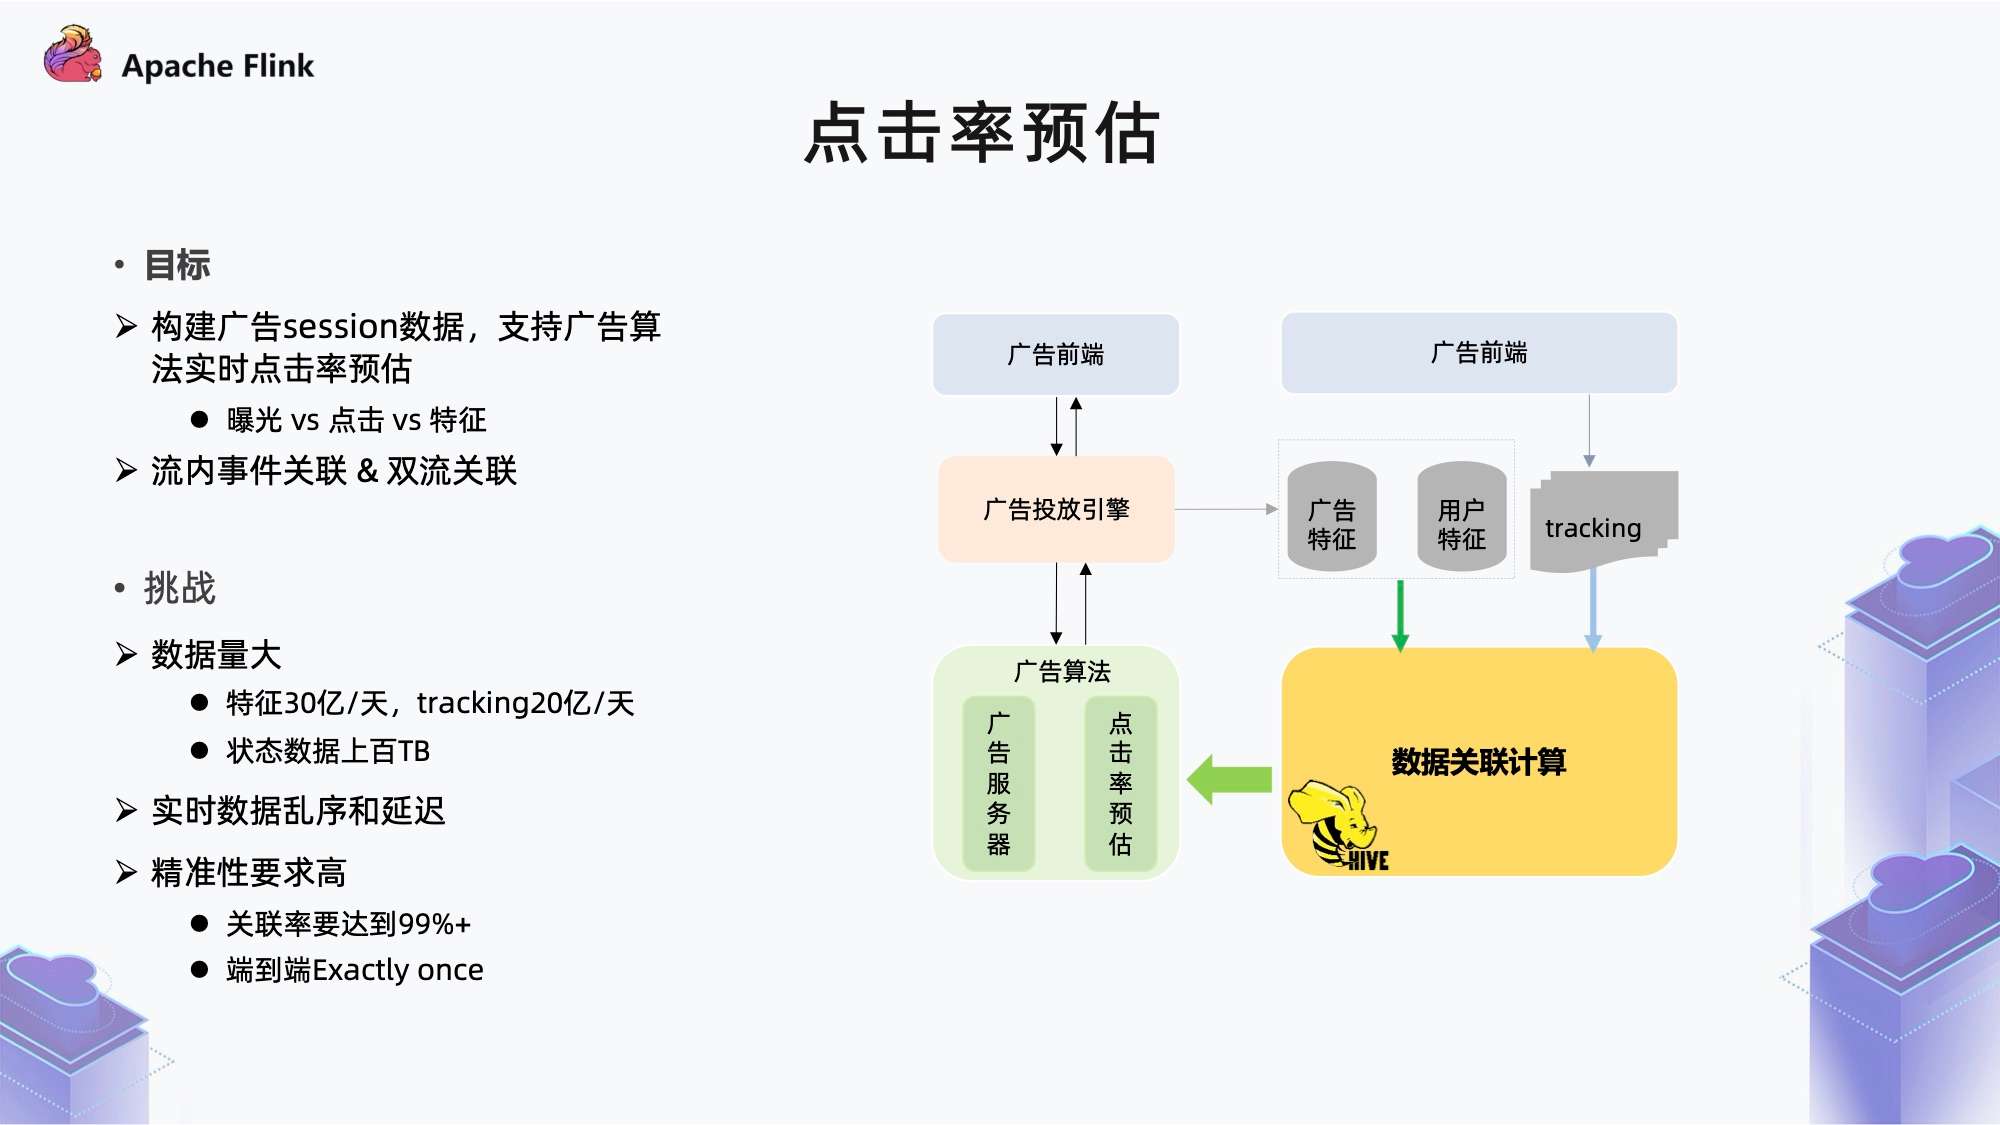 Apache Flink
点击率预估
• 目标
➢ 构建广告session数据，支持广告算
法实时点击率预估
● 曝光 vs 点击 vs 特征
➢ 流内事件关联 & 双流关联
• 挑战
➢ 数据量大
● 特征30亿/天，tracking20亿/天
● 状态数据上百TB
➢ 实时数据乱序和延迟
➢ 精准性要求高
● 关联率要达到99%+
● 端到端Exactly once
广告前端
广告前端
广告投放引擎
广告
特征
用户
特征
tracking
广告算法
广告服务器
点击率预估
数据关联计算
HIVE